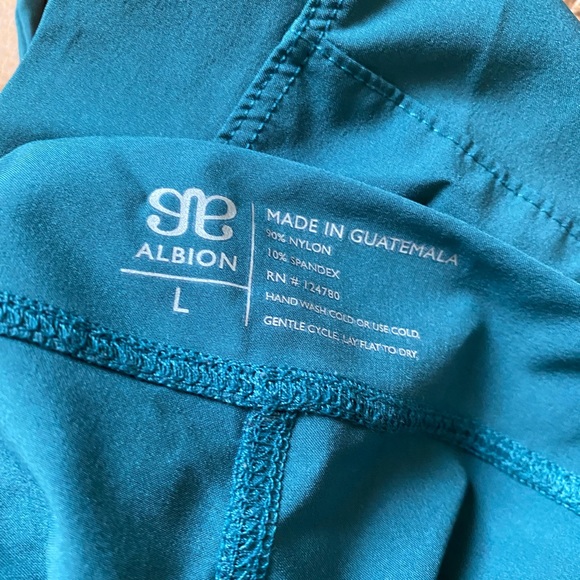 ALBION
L
MADE IN GUATEMALA
90% NYLON
10% SPANDEX
RN # 124780
HAND WASH COLD OR USE COLD,
GENTLE CYCLE, LAY FLAT TO DRY.